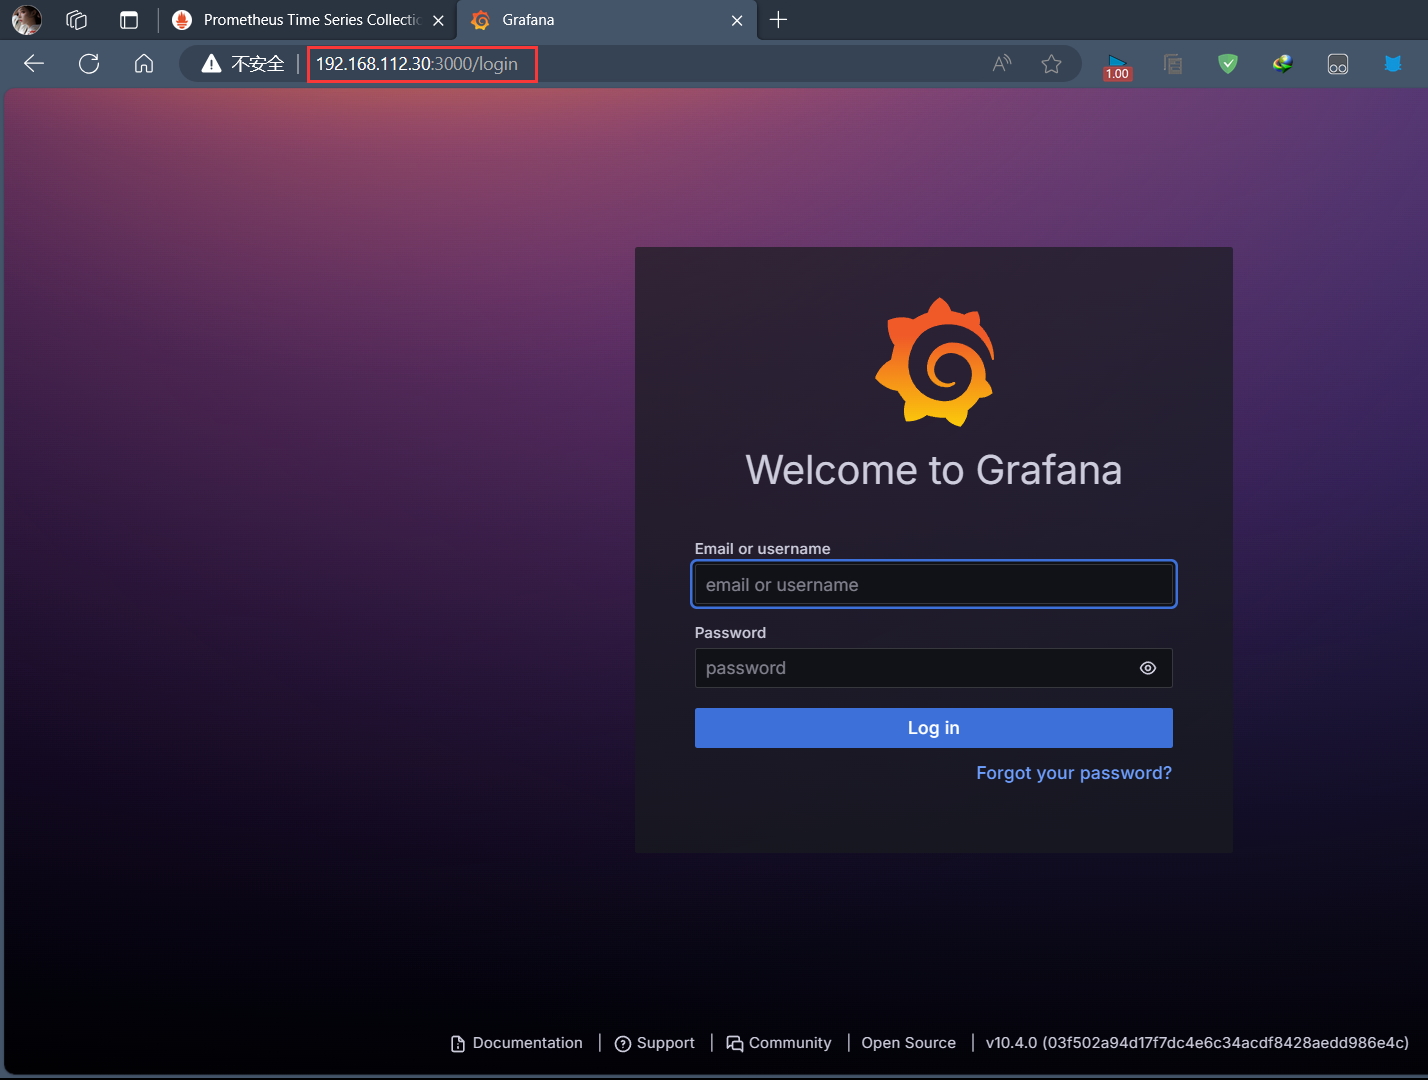 Prometheus Time Series Collectio
Grafana
不安全
192.168.112.30:3000/login
1.00
Welcome to Grafana
Email or username
email or username
Password
password
Log in
Forgot your password?
Documentation | Support | Community | Open Source | v10.4.0 (03f502a94d17f7dc4e6c34acdf8428aedd986e4c)